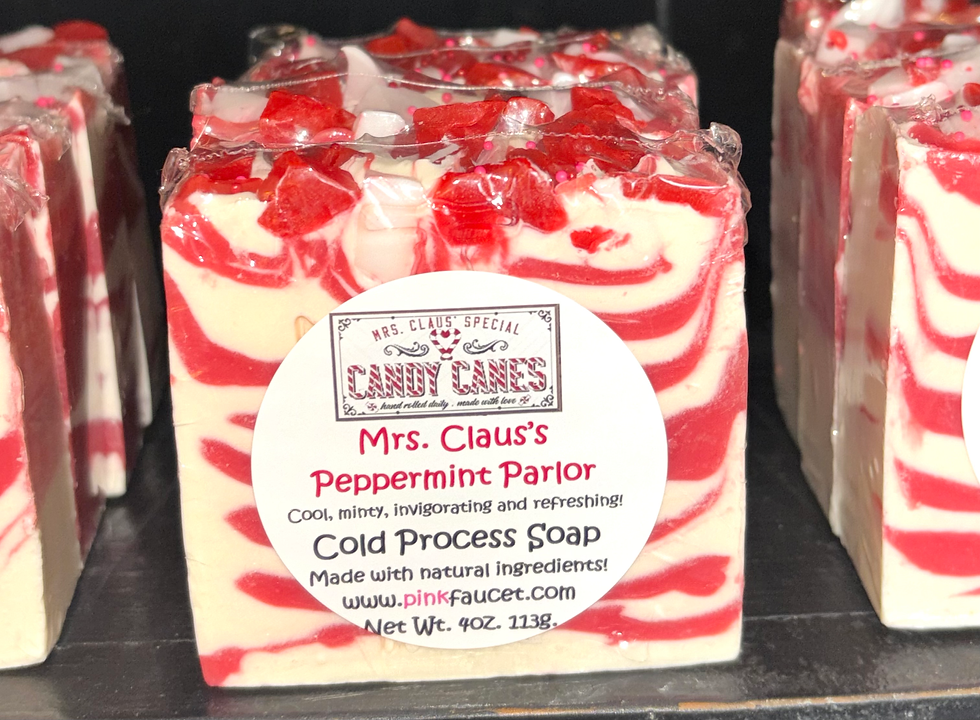 MRS. CLAUS' SPECIAL
CANDY CANES
hand rolled daily . made with love
Mrs. Claus's
Peppermint Parlor
Cool, minty, invigorating and refreshing!
Cold Process Soap
Made with natural ingredients!
www.pinkfaucet.com
Net Wt. 4oz. 113g.